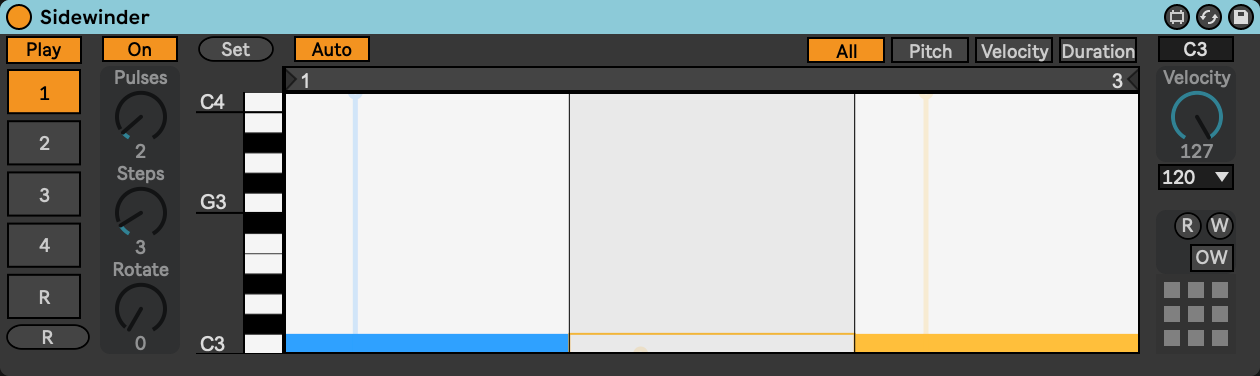 Sidewinder
Play On Set Auto All Pitch Velocity Duration C3
1 3
Pulses Velocity
1 C4
2 127
2 Steps 120
3 G3
3 R W
4 OW
Rotate
R
0
R C3